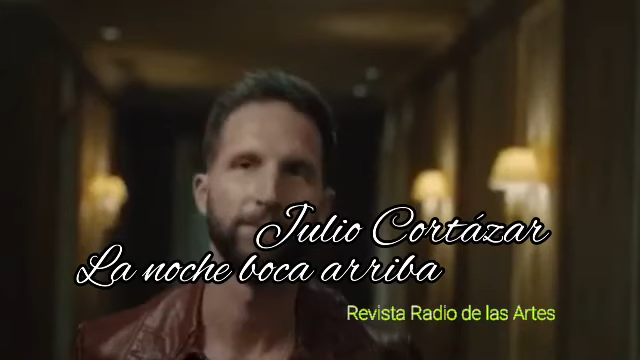 Julio Cortázar
La noche boca arriba
Revista Radio de las Artes